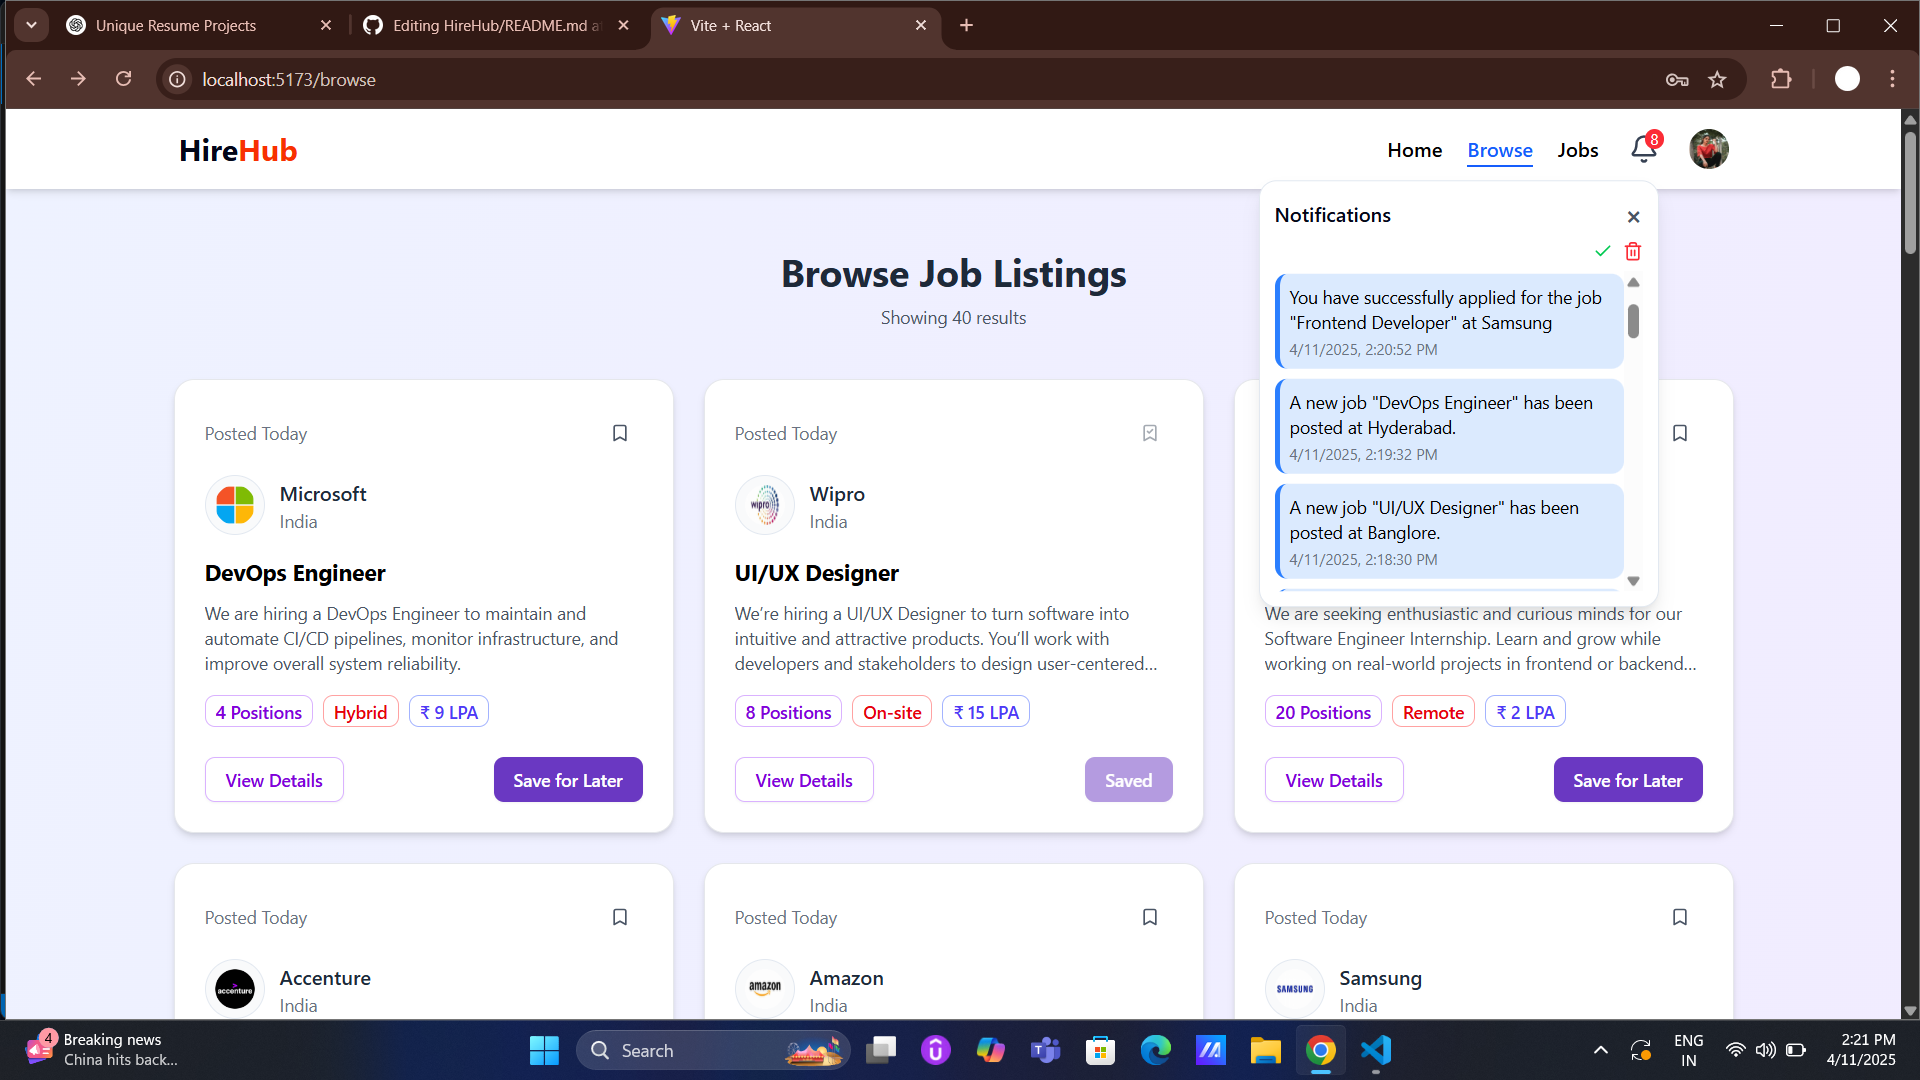 Unique Resume Projects
Editing HireHub/README.md a
Vite + React
localhost:5173/browse
HireHub
Home
Browse
Jobs
8
Notifications
You have successfully applied for the job
"Frontend Developer" at Samsung
4/11/2025, 2:20:52 PM
A new job "DevOps Engineer" has been
posted at Hyderabad.
4/11/2025, 2:19:32 PM
A new job "UI/UX Designer" has been
posted at Banglore.
4/11/2025, 2:18:30 PM
Browse Job Listings
Showing 40 results
Posted Today
Microsoft
India
DevOps Engineer
We are hiring a DevOps Engineer to maintain and
automate CI/CD pipelines, monitor infrastructure, and
improve overall system reliability.
4 Positions
Hybrid
₹ 9 LPA
View Details
Save for Later
Posted Today
wipro
Wipro
India
UI/UX Designer
We’re hiring a UI/UX Designer to turn software into
intuitive and attractive products. You’ll work with
developers and stakeholders to design user-centered...
8 Positions
On-site
₹ 15 LPA
View Details
Saved
We are seeking enthusiastic and curious minds for our
Software Engineer Internship. Learn and grow while
working on real-world projects in frontend or backend...
20 Positions
Remote
₹ 2 LPA
View Details
Save for Later
Posted Today
accenture
Accenture
India
Posted Today
amazon
Amazon
India
Posted Today
SAMSUNG
Samsung
India
4
Breaking news
China hits back...
Search
ENG
IN
2:21 PM
4/11/2025